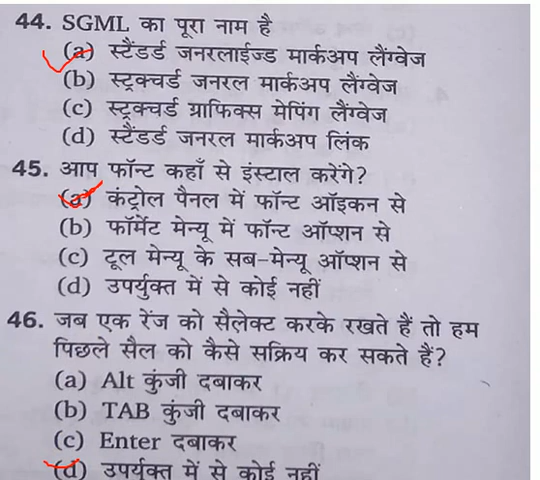 44. SGML का पूरा नाम है
(a) स्टैंडर्ड जनरलाईज्ड मार्कअप लैंग्वेज
(b) स्ट्रक्चर्ड जनरल मार्कअप लैंग्वेज
(c) स्ट्रक्चर्ड ग्राफिक्स मेपिंग लैंग्वेज
(d) स्टैंडर्ड जनरल मार्कअप लिंक
45. आप फॉन्ट कहाँ से इंस्टाल करेंगे?
(a) कंट्रोल पैनल में फॉन्ट ऑइकन से
(b) फॉर्मेट मेन्यू में फॉन्ट ऑप्शन से
(c) टूल मेन्यू के सब-मेन्यू ऑप्शन से
(d) उपर्युक्त में से कोई नहीं
46. जब एक रेंज को सैलेक्ट करके रखते हैं तो हम
पिछले सैल को कैसे सक्रिय कर सकते हैं?
(a) Alt कुंजी दबाकर
(b) TAB कुंजी दबाकर
(c) Enter दबाकर
(d) उपर्युक्त में से कोई नहीं